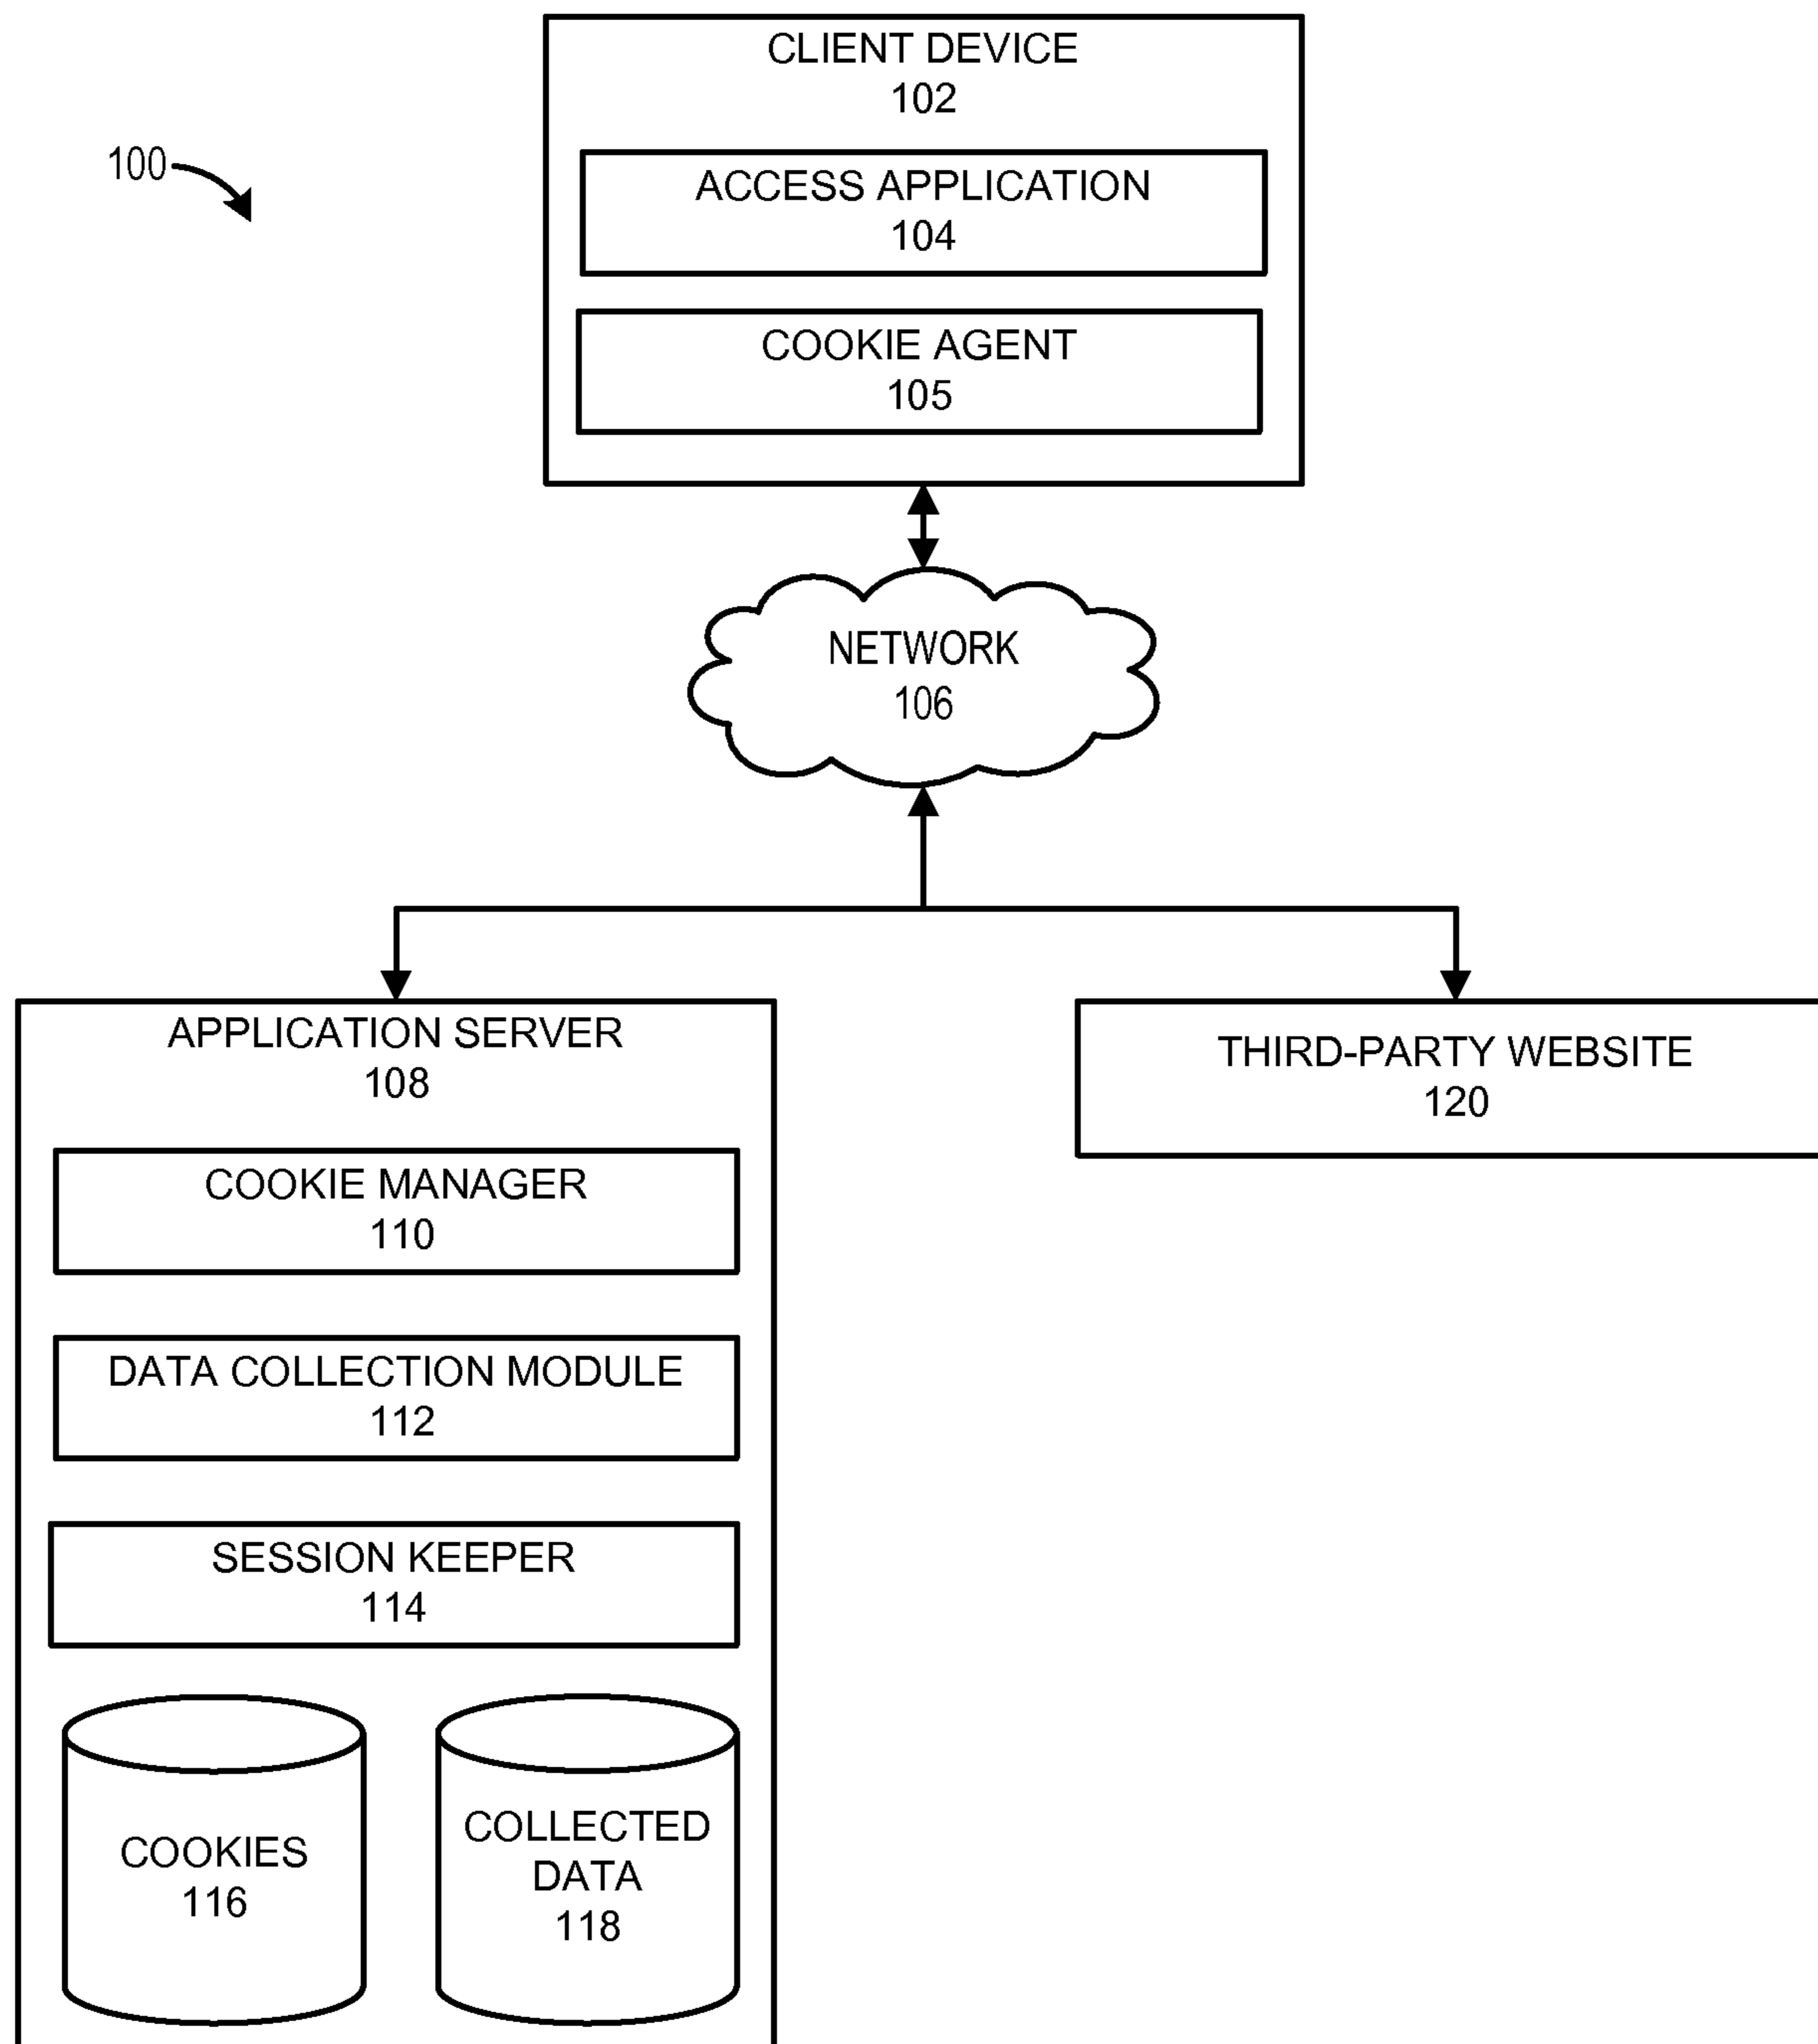 CLIENT DEVICE
102
100
ACCESS APPLICATION
104
COOKIE AGENT
105
NETWORK
106
APPLICATION SERVER
108
THIRD-PARTY WEBSITE
120
COOKIE MANAGER
110
DATA COLLECTION MODULE
112
SESSION KEEPER
114
COOKIES
116
COLLECTED
DATA
118